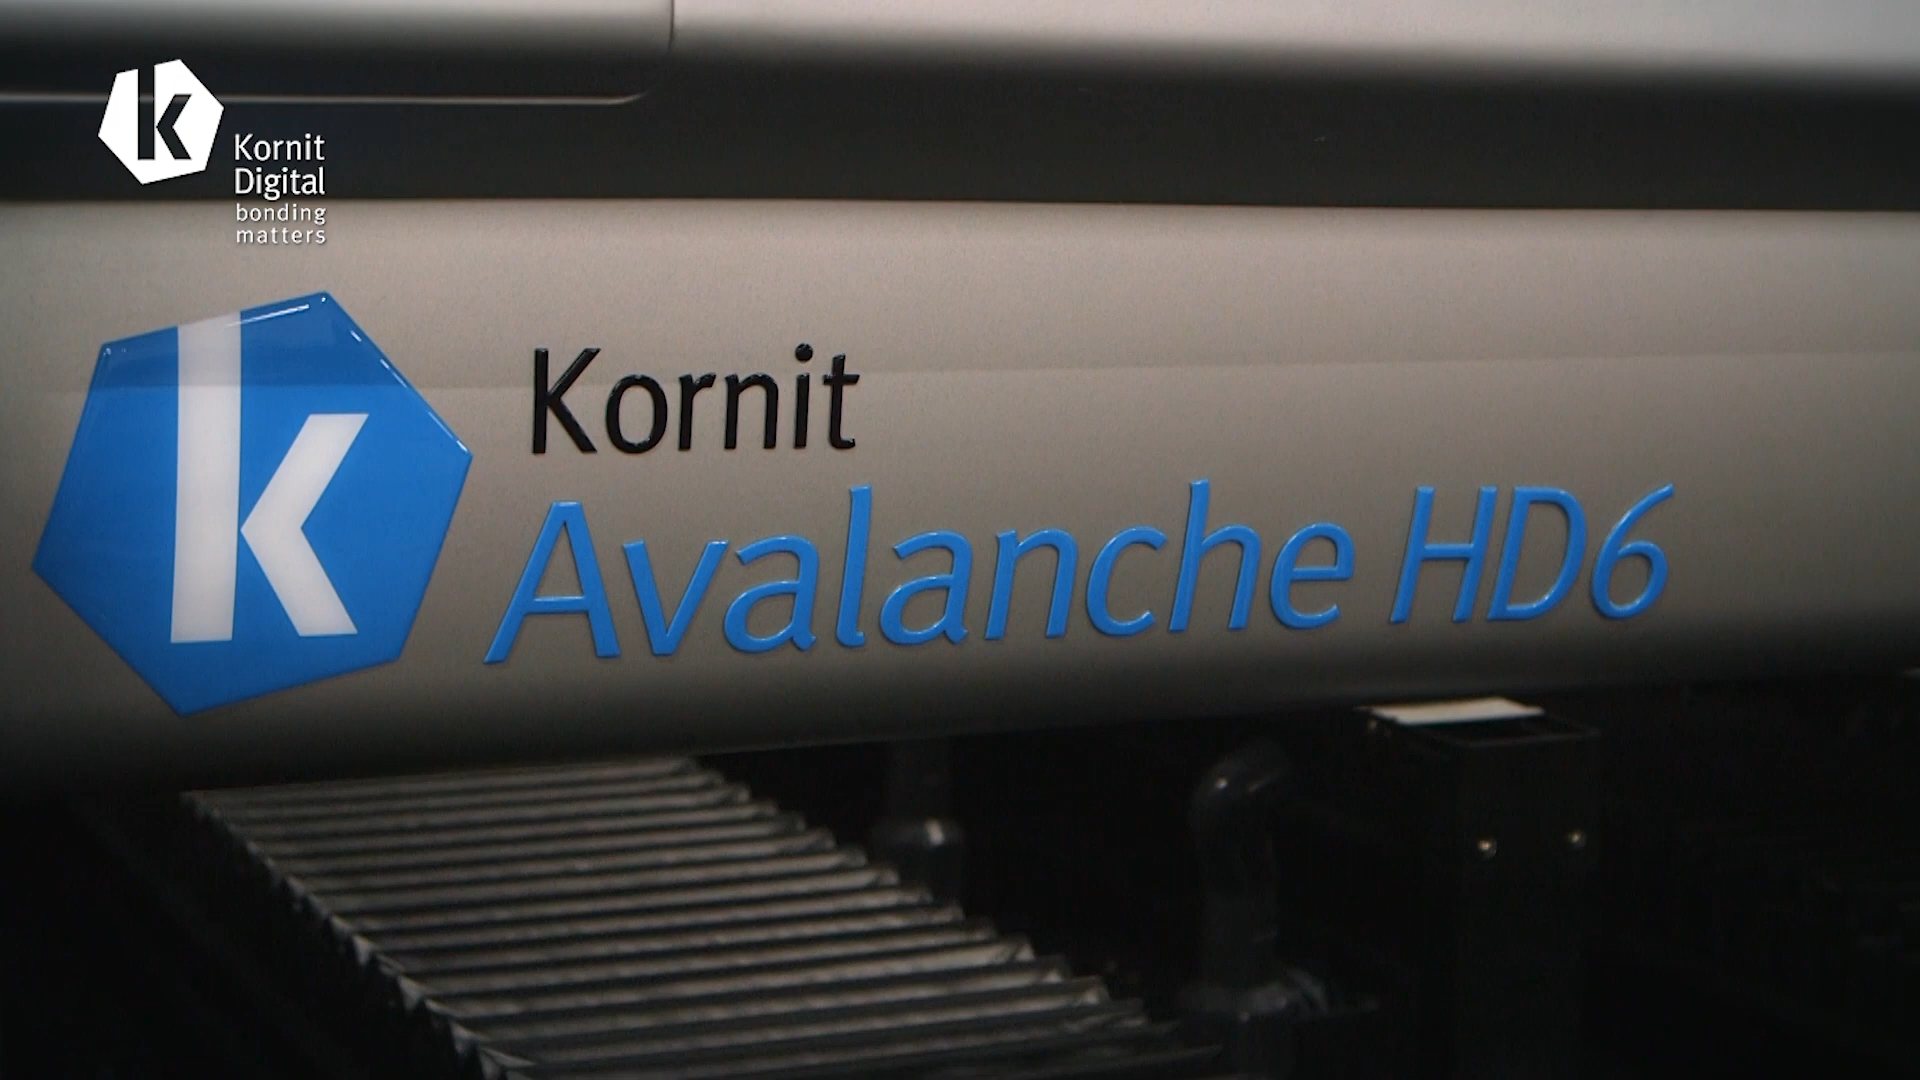 k
Kornit
Digital
bonding
matters
k
Kornit
Avalanche HD6